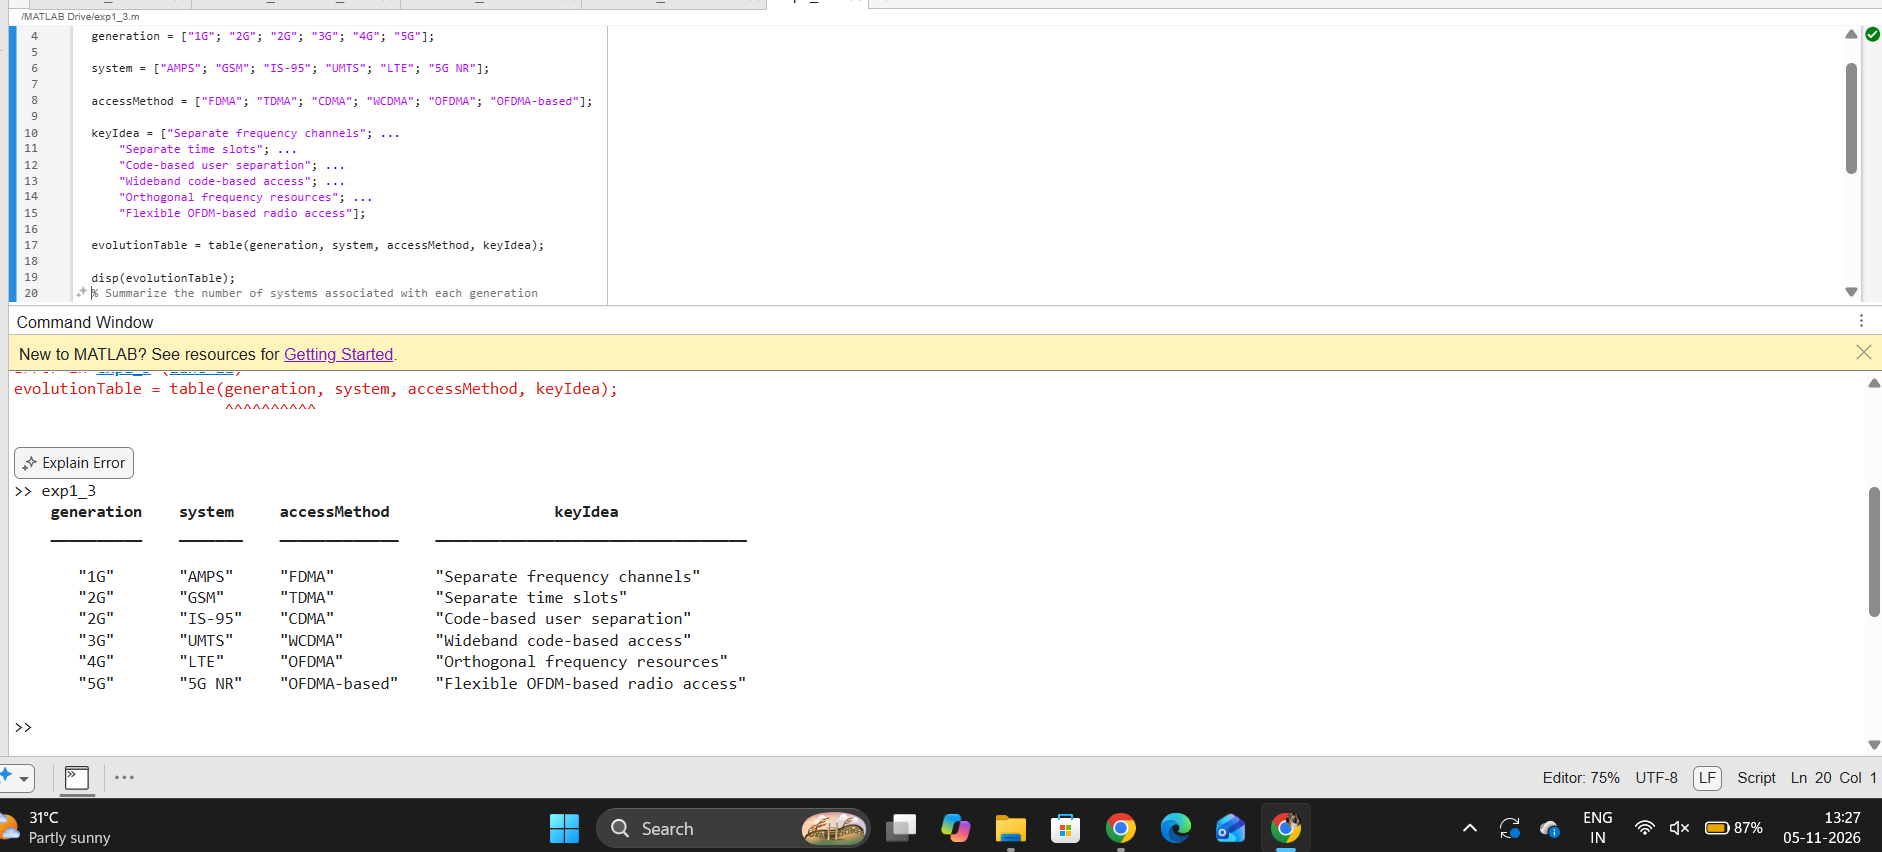 /MATLAB Drive/exp1_3.m
4 generation = ["1G"; "2G"; "2G"; "3G"; "4G"; "5G"];
5
6 system = ["AMPS"; "GSM"; "IS-95"; "UMTS"; "LTE"; "5G NR"];
7
8 accessMethod = ["FDMA"; "TDMA"; "CDMA"; "WCDMA"; "OFDMA"; "OFDMA-based"];
9
10 keyIdea = ["Separate frequency channels"; ...
11 "Separate time slots"; ...
12 "Code-based user separation"; ...
13 "Wideband code-based access"; ...
14 "Orthogonal frequency resources"; ...
15 "Flexible OFDM-based radio access"];
16
17 evolutionTable = table(generation, system, accessMethod, keyIdea);
18
19 disp(evolutionTable);
20 % Summarize the number of systems associated with each generation
Command Window
New to MATLAB? See resources for Getting Started.
evolutionTable = table(generation, system, accessMethod, keyIdea);
^^^^^^^^^^
Explain Error
>> exp1_3
generation system accessMethod keyIdea
"1G" "AMPS" "FDMA" "Separate frequency channels"
"2G" "GSM" "TDMA" "Separate time slots"
"2G" "IS-95" "CDMA" "Code-based user separation"
"3G" "UMTS" "WCDMA" "Wideband code-based access"
"4G" "LTE" "OFDMA" "Orthogonal frequency resources"
"5G" "5G NR" "OFDMA-based" "Flexible OFDM-based radio access"
>>
Editor: 75% UTF-8 LF Script Ln 20 Col 1
31°C
Partly sunny
Search
ENG
IN
87%
13:27
05-11-2026